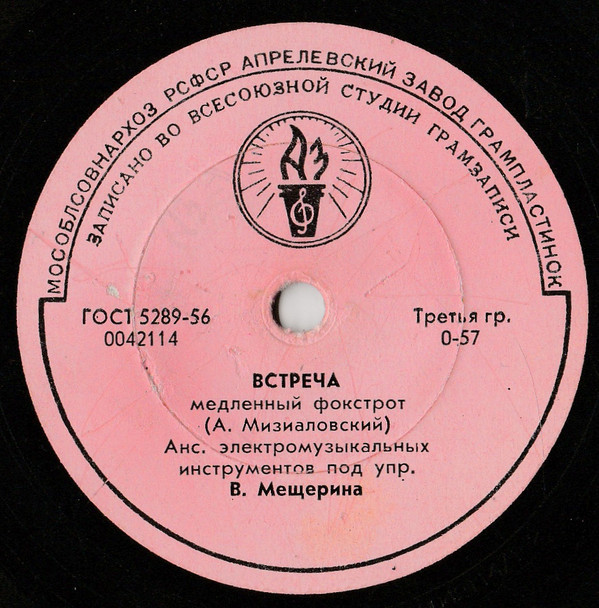 МОСОБЛСОВНАРХОЗ РСФСР АПРЕЛЕВСКИЙ ЗАВОД ГРАМПЛАСТИНОК
ЗАПИСАНО ВО ВСЕСОЮЗНОЙ СТУДИИ ГРАМЗАПИСИ
АЗ
ГОСТ 5289-56
0042114
Третья гр.
0-57
ВСТРЕЧА
медленный фокстрот
(А. Мизиаловский)
Анс. электромузыкальных
инструментов под упр.
В. Мещерина